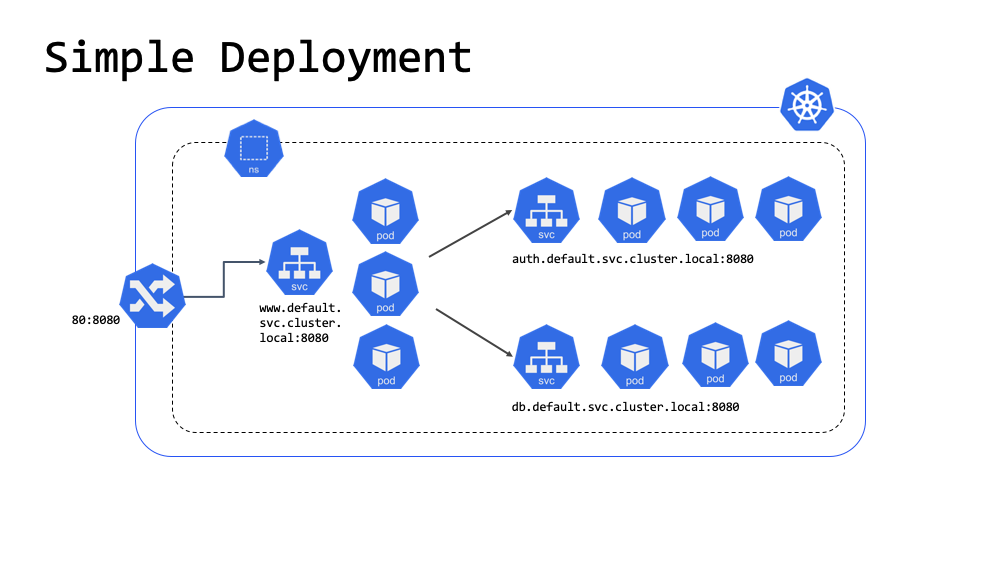 Simple Deployment
ns
80:8080
svc
www.default.
svc.cluster.
local:8080
pod
pod
pod
svc
pod
pod
pod
auth.default.svc.cluster.local:8080
svc
pod
pod
pod
db.default.svc.cluster.local:8080